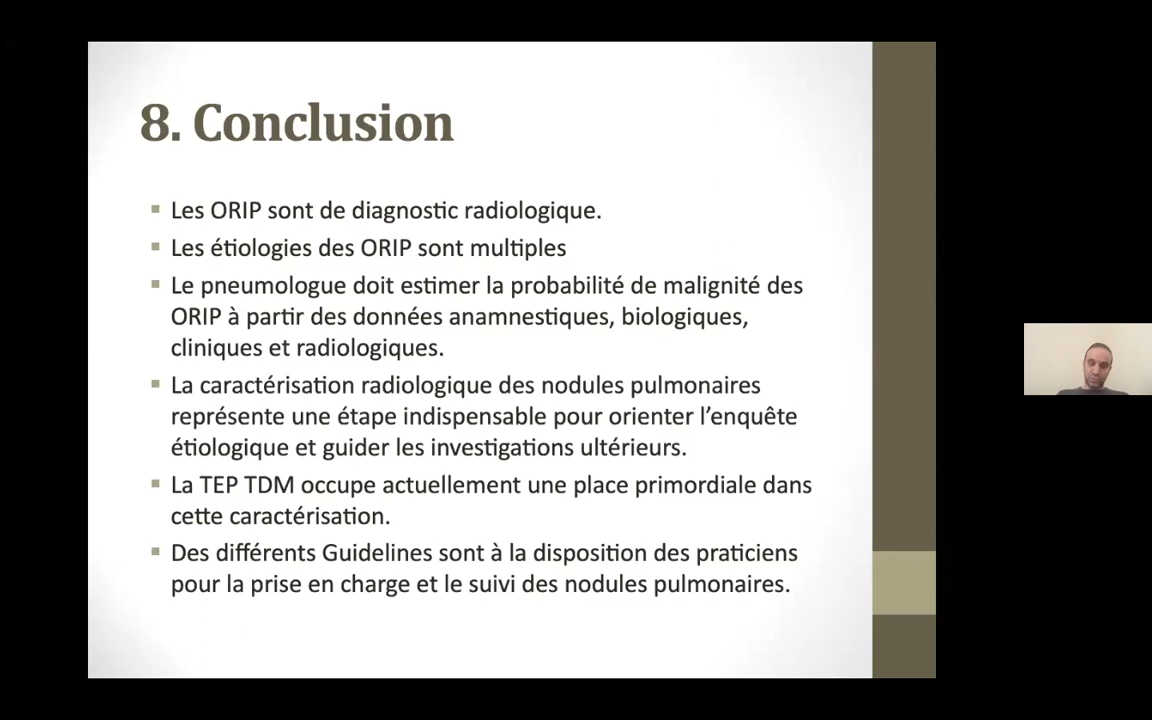 8. Conclusion
Les ORIP sont de diagnostic radiologique.
Les étiologies des ORIP sont multiples
Le pneumologue doit estimer la probabilité de malignité des
ORIP à partir des données anamnestiques, biologiques,
cliniques et radiologiques.
La caractérisation radiologique des nodules pulmonaires
représente une étape indispensable pour orienter l’enquête
étiologique et guider les investigations ultérieurs.
La TEP TDM occupe actuellement une place primordiale dans
cette caractérisation.
Des différents Guidelines sont à la disposition des praticiens
pour la prise en charge et le suivi des nodules pulmonaires.